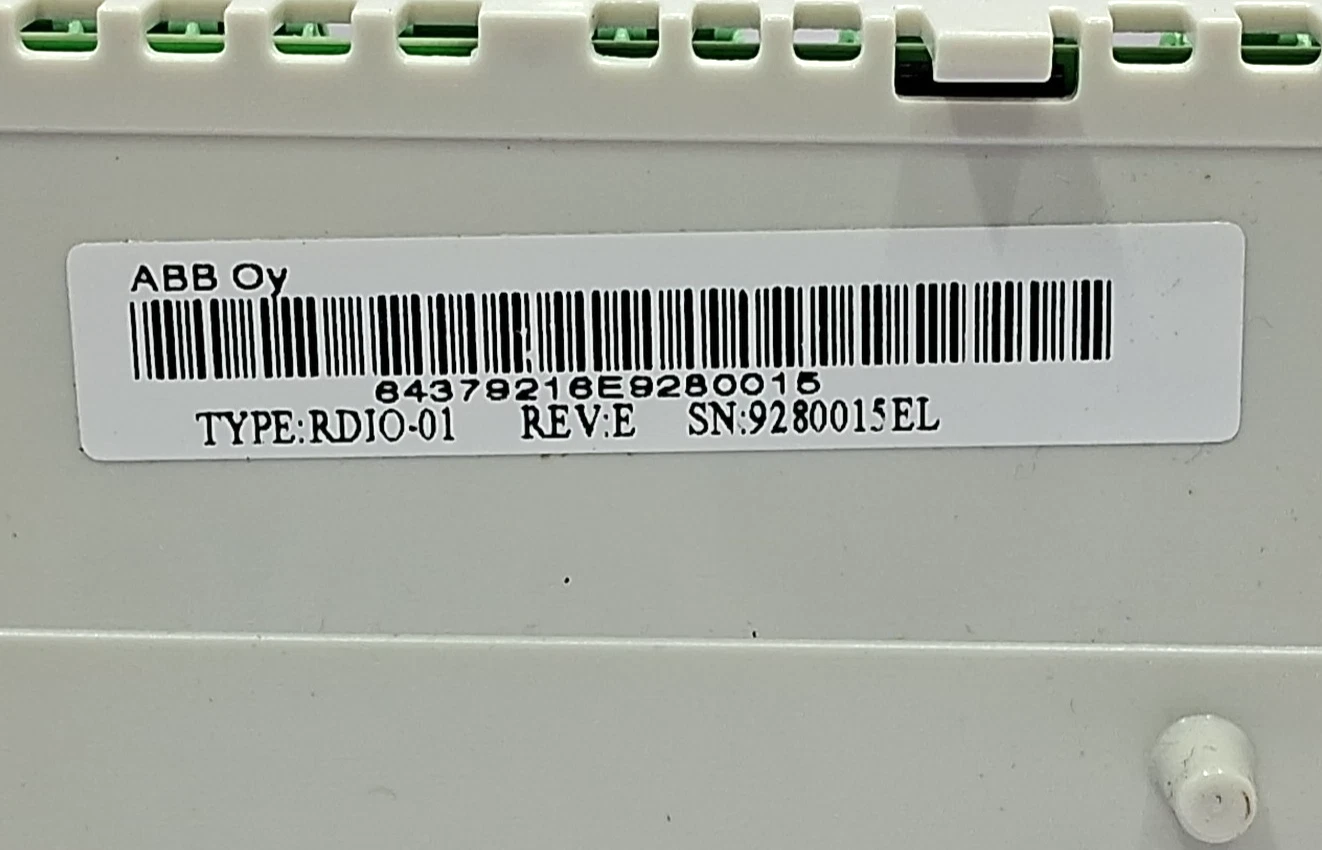 ABB Oy
64379216E9280015
TYPE:RDIO-01 REV:E SN:9280015EL